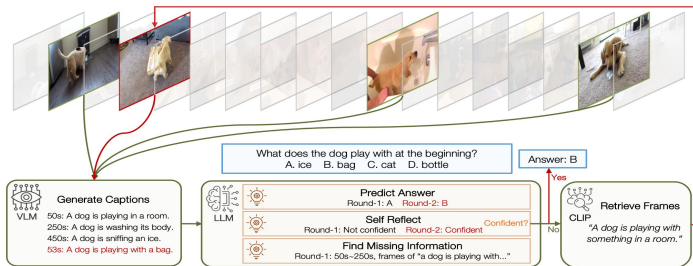 What does the dog play with at the beginning?
A. ice B. bag C. cat D. bottle
Answer: B
Yes
Generate Captions
VLM
50s: A dog is playing in a room.
250s: A dog is washing its body.
450s: A dog is sniffing an ice.
53s: A dog is playing with a bag.
LLM
Predict Answer
Round-1: A Round-2: B
Self Reflect
Round-1: Not confident Round-2: Confident
Confident?
Find Missing Information
Round-1: 50s~250s, frames of "a dog is playing with..."
No
CLIP
Retrieve Frames
"A dog is playing with
something in a room."